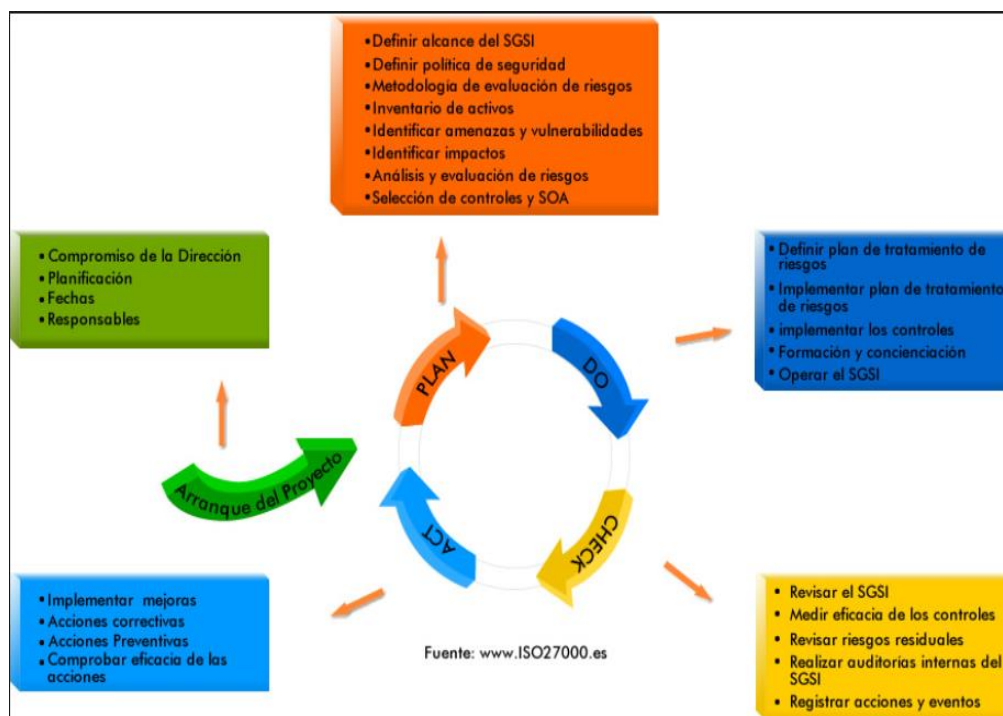 •Definir alcance del SGSI
•Definir política de seguridad
•Metodología de evaluación de riesgos
•Inventario de activos
•Identificar amenazas y vulnerabilidades
•Identificar impactos
•Análisis y evaluación de riesgos
•Selección de controles y SOA
•Compromiso de la Dirección
•Planificación
•Fechas
•Responsables
•Definir plan de tratamiento de
riesgos
•Implementar plan de tratamiento
de riesgos
•implementar los controles
•Formación y concienciación
•Operar el SGSI
PLAN
DO
Arranque del Proyecto
ACT
CHECK
•Implementar mejoras
•Acciones correctivas
•Acciones Preventivas
•Comprobar eficacia de las
acciones
Fuente: www.ISO27000.es
• Revisar el SGSI
• Medir eficacia de los controles
• Revisar riesgos residuales
• Realizar auditorías internas del
SGSI
• Registrar acciones y eventos